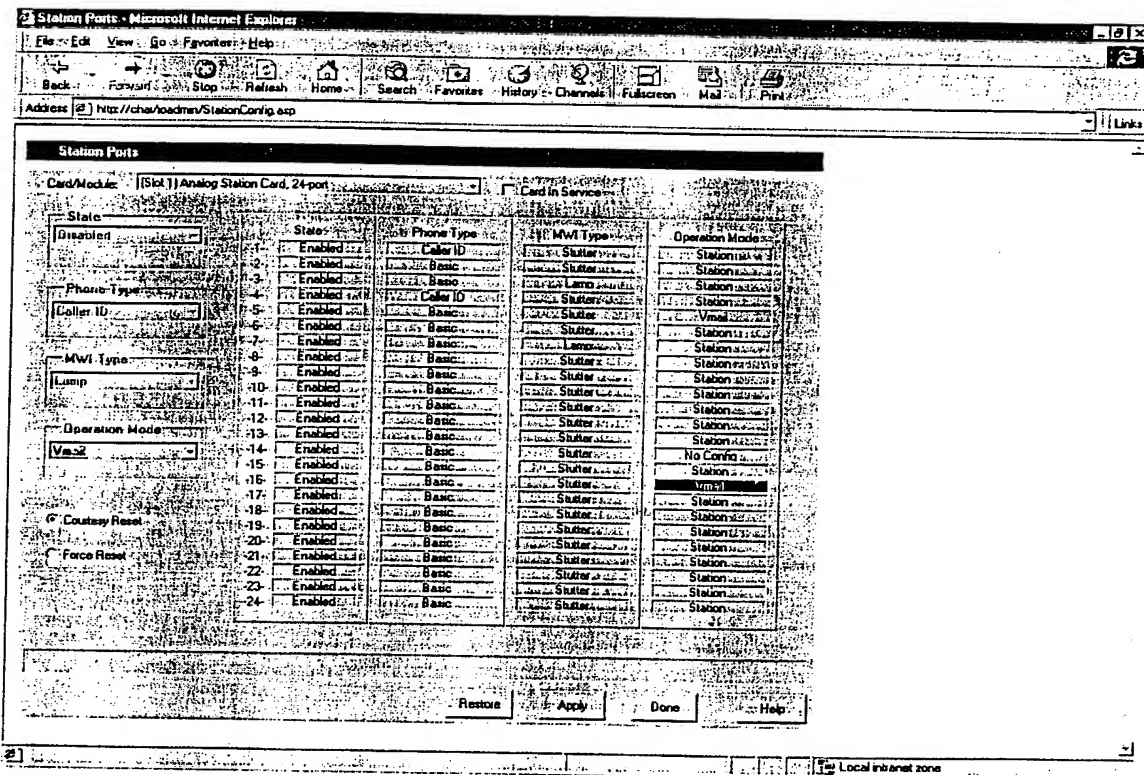 Station Ports - Microsoft Internet Explorer
File Edit View Go Favorites Help
Back Forward Stop Refresh Home Search Favorites History Channels Fullscreen Mail Print
Address Links
Station Ports
Card/Module: (Slot 1) Analog Station Card, 24-port Card In Service
State
Disabled
Phone Type
Caller ID
MWI Type
Lamp
Operation Mode
Courtesy Reset
Force Reset
State Phone Type MWI Type Operation Mode
-1- Enabled Caller ID Stutter Station
-2- Enabled Basic Stutter Station
-3- Enabled Basic Lamp Station
-4- Enabled Caller ID Stutter Station
-5- Enabled Basic Stutter Vmail
-6- Enabled Basic Stutter Station
-7- Enabled Basic Lamp Station
-8- Enabled Basic Stutter Station
-9- Enabled Basic Stutter Station
-10- Enabled Basic Stutter Station
-11- Enabled Basic Stutter Station
-12- Enabled Basic Stutter Station
-13- Enabled Basic Stutter Station
-14- Enabled Basic Stutter No Config
-15- Enabled Basic Stutter Station
-16- Enabled Basic Stutter Vmail
-17- Enabled Basic Stutter Station
-18- Enabled Basic Stutter Station
-19- Enabled Basic Stutter Station
-20- Enabled Basic Stutter Station
-21- Enabled Basic Stutter Station
-22- Enabled Basic Stutter Station
-23- Enabled Basic Stutter Station
-24- Enabled Basic Stutter Station
Restore Apply Done Help
Local intranet zone